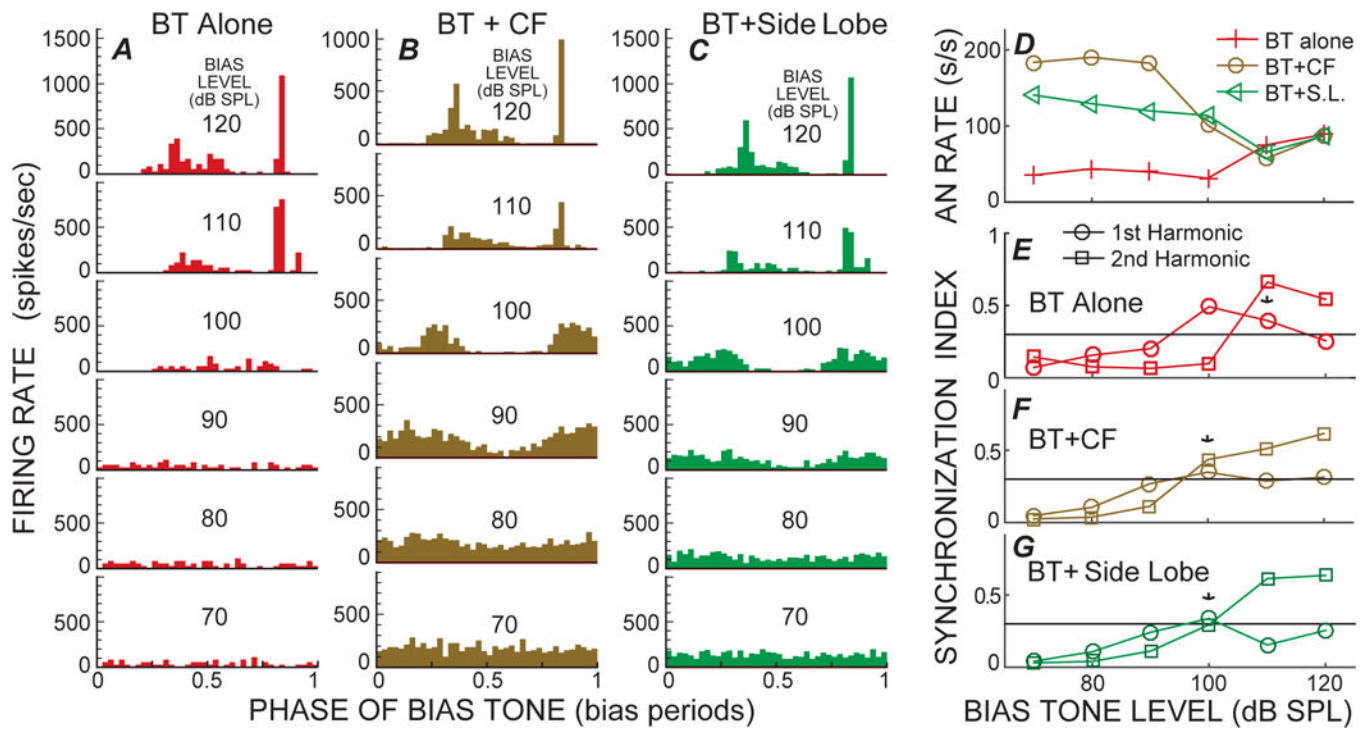 A BT Alone
B BT + CF
C BT+Side Lobe
FIRING RATE (spikes/sec)
1500
1000
500
0
BIAS
LEVEL
(dB SPL)
120
500
0
110
500
0
100
500
0
90
500
0
80
500
0
70
0 0.5 1
1000
500
0
BIAS
LEVEL
(dB SPL)
120
500
0
110
500
0
100
500
0
90
500
0
80
500
0
70
0 0.5 1
1500
1000
500
0
BIAS
LEVEL
(dB SPL)
120
500
0
110
500
0
100
500
0
90
500
0
80
500
0
70
0 0.5 1
PHASE OF BIAS TONE (bias periods)
D
AN RATE (s/s)
200
100
0
BT alone
BT+CF
BT+S.L.
SYNCHRONIZATION INDEX
E
1
0.5
0
1st Harmonic
2nd Harmonic
BT Alone
F
0.5
0
BT+CF
G
0.5
0
BT+ Side Lobe
80 100 120
BIAS TONE LEVEL (dB SPL)